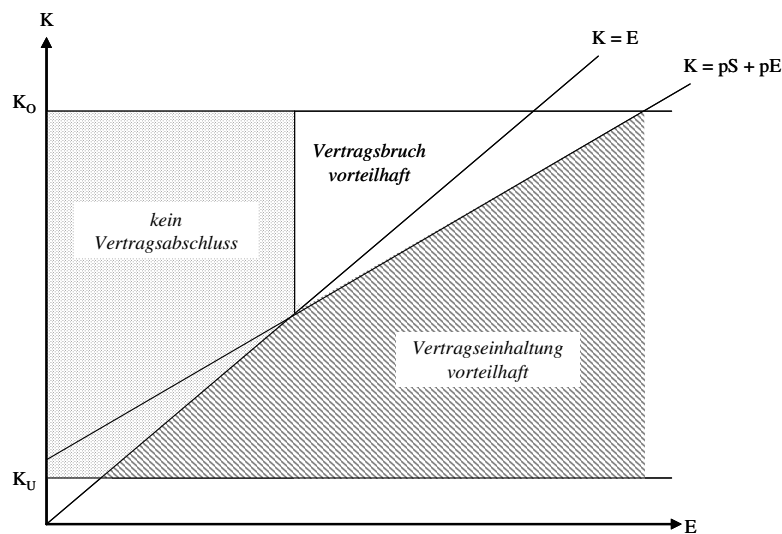 K
K = E
K = pS + pE
K_O
Vertragsbruch
vorteilhaft
kein
Vertragsabschluss
Vertragseinhaltung
vorteilhaft
K_U
E